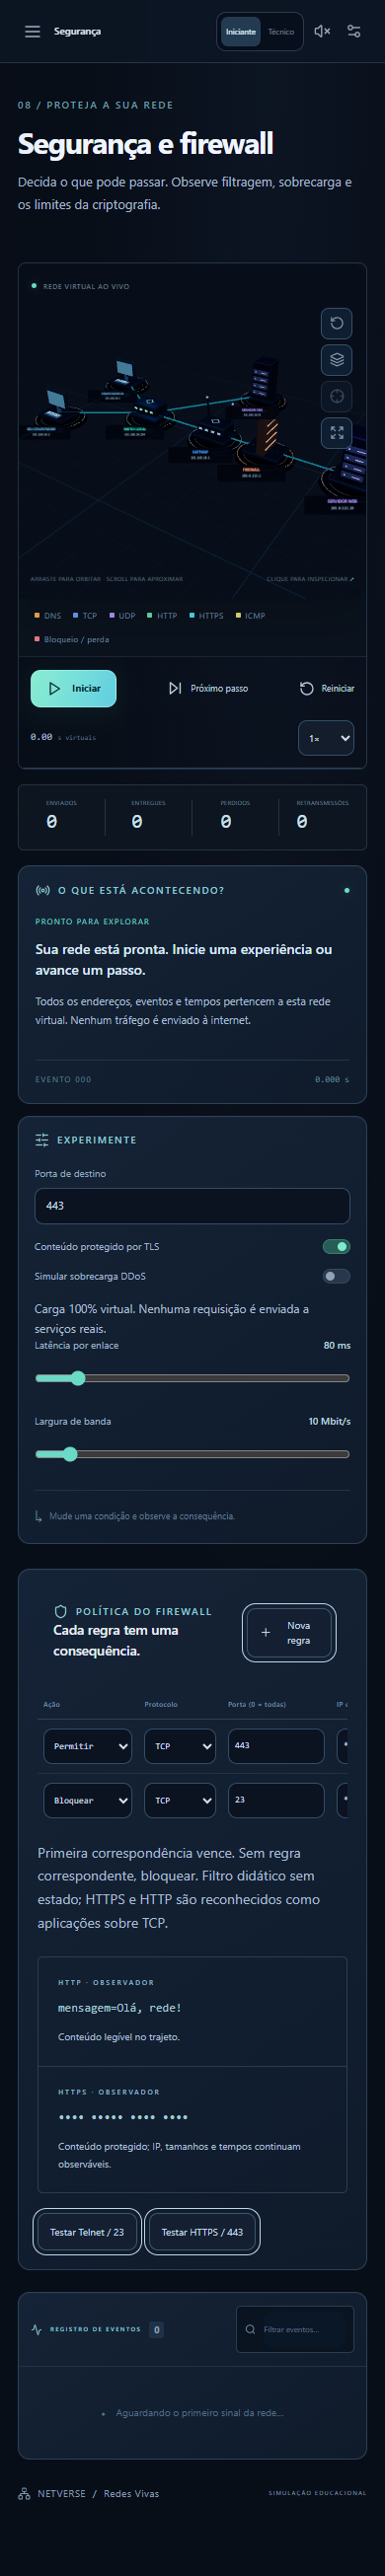 Segurança
Iniciante
Técnico
08 / PROTEJA A SUA REDE
Segurança e firewall
Decida o que pode passar. Observe filtragem, sobrecarga e
os limites da criptografia.
REDE VIRTUAL AO VIVO
GATEWAY
FIREWALL
SERVIDOR WEB
ARRASTE PARA ORBITAR · SCROLL PARA APROXIMAR
CLIQUE PARA INSPECIONAR ↗
DNS
TCP
UDP
HTTP
HTTPS
ICMP
Bloqueio / perda
Iniciar
Próximo passo
Reiniciar
0.00 s virtuais
1×
ENVIADOS
ENTREGUES
PERDIDOS
RETRANSMISSÕES
0
0
0
0
O QUE ESTÁ ACONTECENDO?
PRONTO PARA EXPLORAR
Sua rede está pronta. Inicie uma experiência ou
avance um passo.
Todos os endereços, eventos e tempos pertencem a esta rede
virtual. Nenhum tráfego é enviado à internet.
EVENTO 000
0.000 s
EXPERIMENTE
Porta de destino
443
Conteúdo protegido por TLS
Simular sobrecarga DDoS
Carga 100% virtual. Nenhuma requisição é enviada a
serviços reais.
Latência por enlace
80 ms
Largura de banda
10 Mbit/s
Mude uma condição e observe a consequência.
POLÍTICA DO FIREWALL
Cada regra tem uma
consequência.
Nova
regra
Ação
Protocolo
Porta (0 = todas)
Permitir
TCP
443
*
Bloquear
TCP
23
*
Primeira correspondência vence. Sem regra
correspondente, bloquear. Filtro didático sem
estado; HTTPS e HTTP são reconhecidos como
aplicações sobre TCP.
HTTP · OBSERVADOR
mensagem=Olá, rede!
Conteúdo legível no trajeto.
HTTPS · OBSERVADOR
•••• ••••• •••• ••••
Conteúdo protegido; IP, tamanhos e tempos continuam
observáveis.
Testar Telnet / 23
Testar HTTPS / 443
REGISTRO DE EVENTOS
0
Filtrar eventos...
Aguardando o primeiro sinal da rede...
NETVERSE / Redes Vivas
SIMULAÇÃO EDUCACIONAL